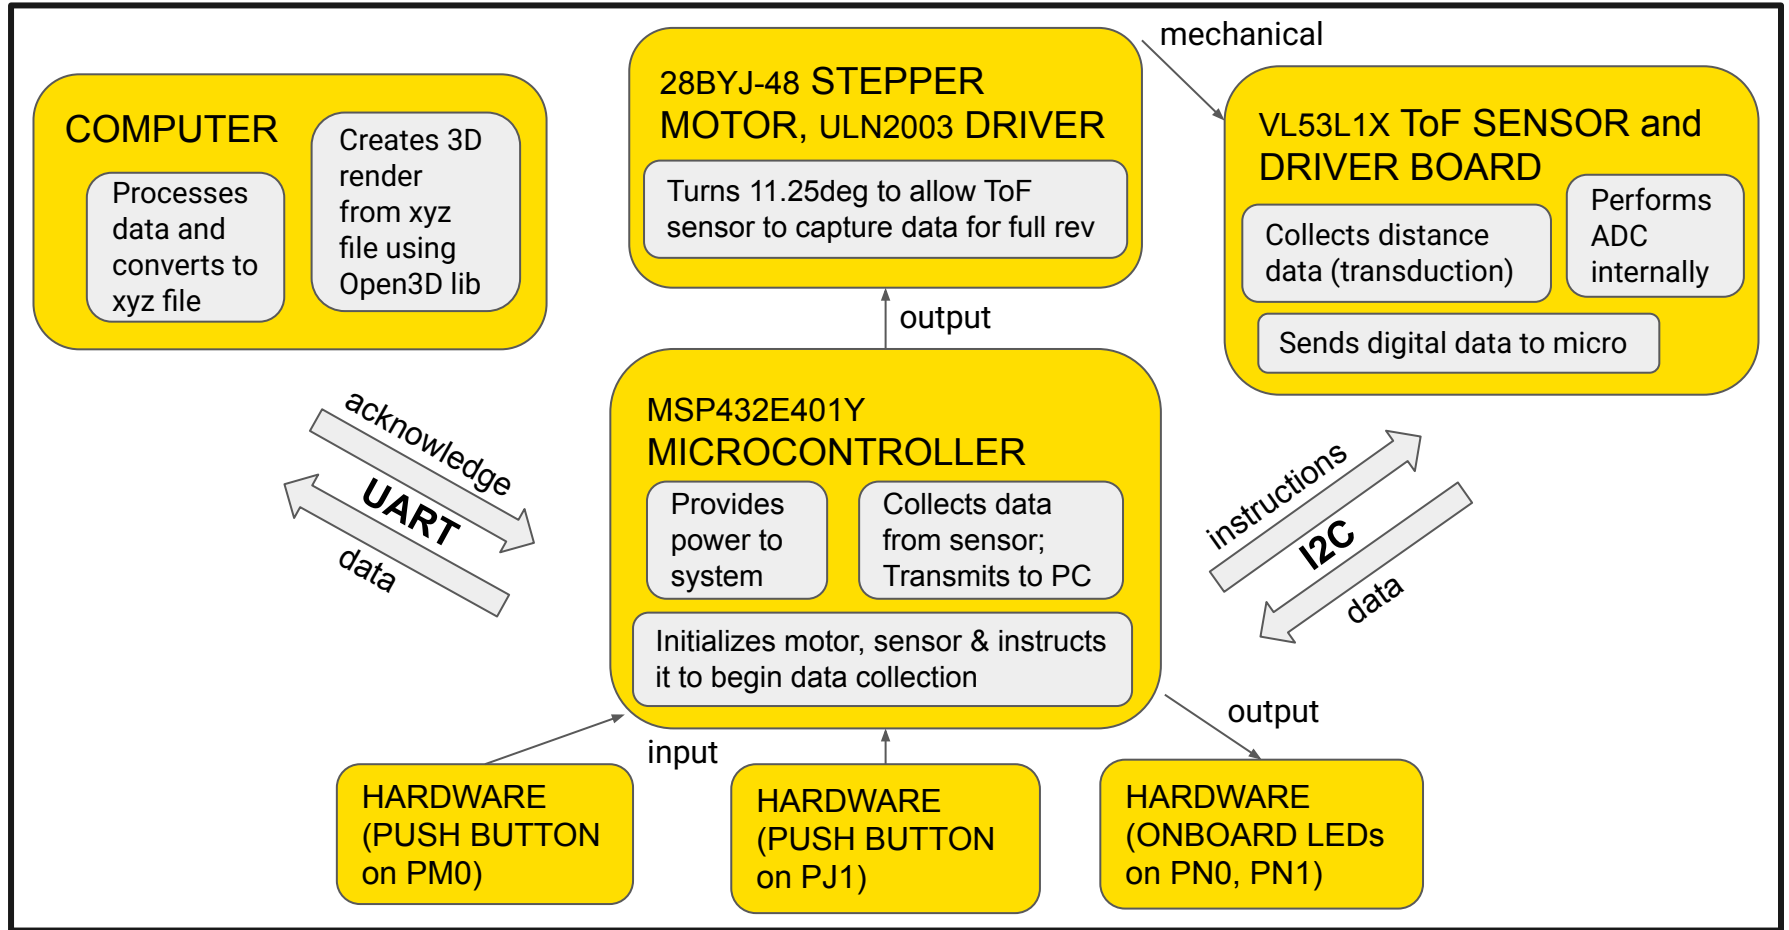 COMPUTER
Processes
data and
converts to
xyz file
Creates 3D
render
from xyz
file using
Open3D lib
28BYJ-48 STEPPER
MOTOR, ULN2003 DRIVER
Turns 11.25deg to allow ToF
sensor to capture data for full rev
mechanical
VL53L1X ToF SENSOR and
DRIVER BOARD
Collects distance
data (transduction)
Performs
ADC
internally
Sends digital data to micro
output
acknowledge
UART
data
MSP432E401Y
MICROCONTROLLER
Provides
power to
system
Collects data
from sensor;
Transmits to PC
Initializes motor, sensor & instructs
it to begin data collection
instructions
I2C
data
input
output
HARDWARE
(PUSH BUTTON
on PM0)
HARDWARE
(PUSH BUTTON
on PJ1)
HARDWARE
(ONBOARD LEDs
on PN0, PN1)